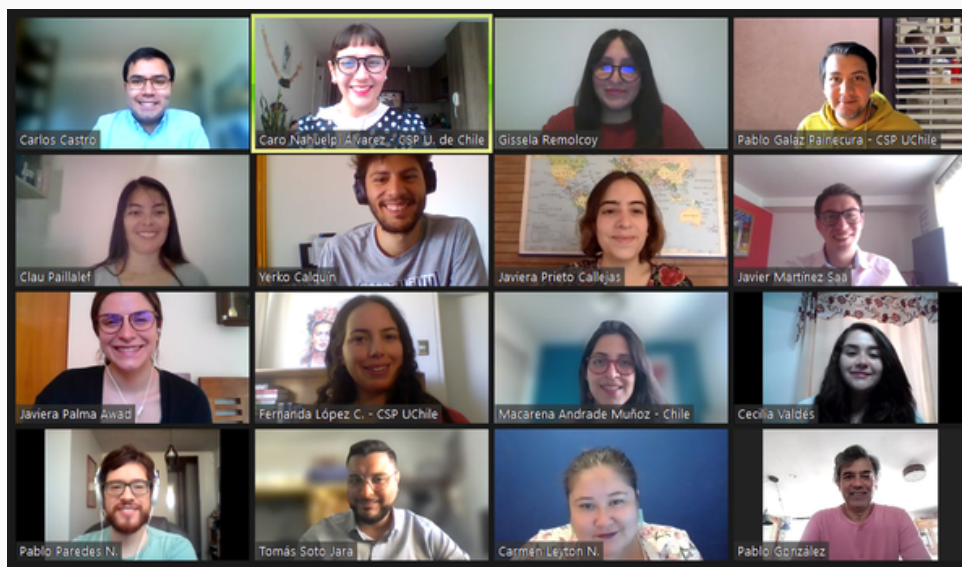 Carlos Castro
Caro Nahuelpi Álvarez - CSP U. de Chile
Gissela Remolcoy
Pablo Galaz Painecura - CSP UChile
Clau Paillalef
Yerko Calquín
Javiera Prieto Callejas
Javier Martínez Saá
Javiera Palma Awad
Fernanda López C. - CSP UChile
Macarena Andrade Muñoz - Chile
Cecilia Valdés
Pablo Paredes N.
Tomás Soto Jara
Carmen Leyton N.
Pablo González